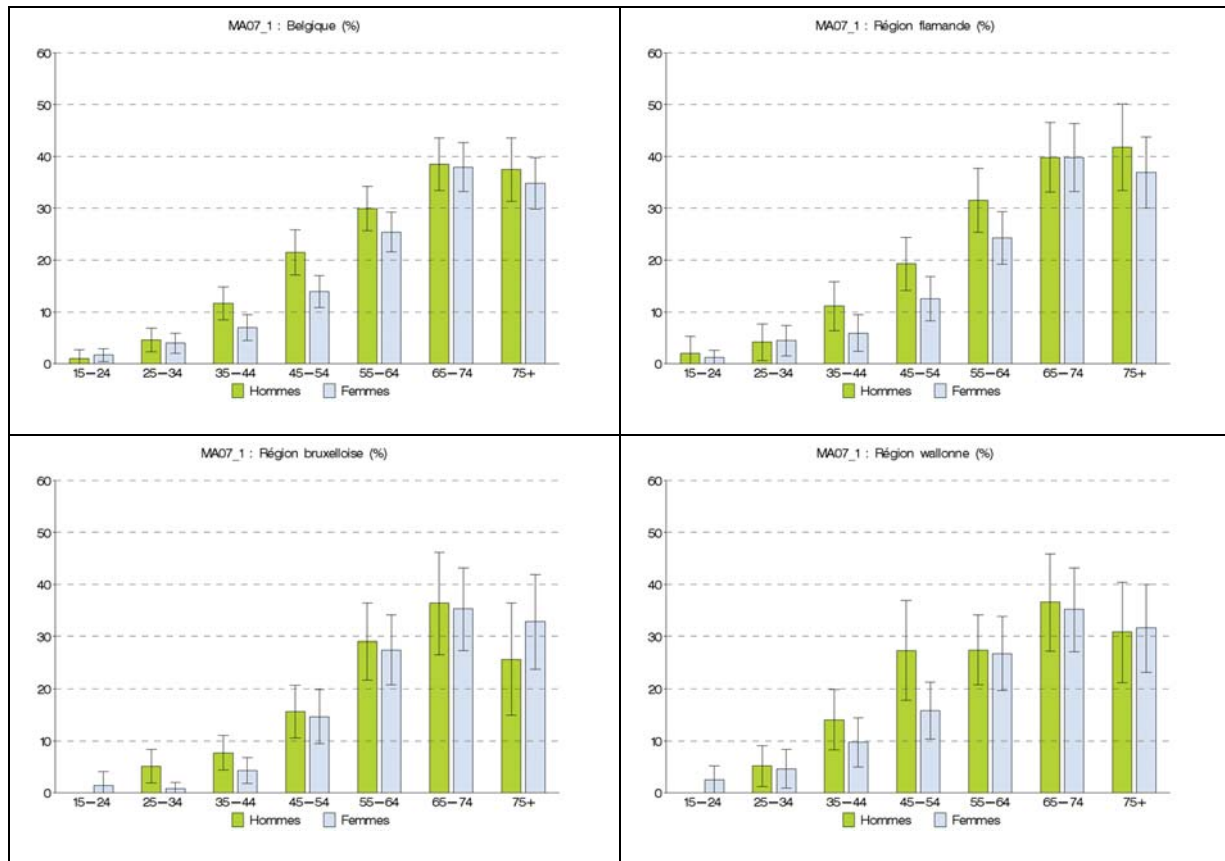 MA07_1 : Belgique (%)
60
50
40
30
20
10
0
15–24 25–34 35–44 45–54 55–64 65–74 75+
Hommes Femmes
MA07_1 : Région flamande (%)
60
50
40
30
20
10
0
15–24 25–34 35–44 45–54 55–64 65–74 75+
Hommes Femmes
MA07_1 : Région bruxelloise (%)
60
50
40
30
20
10
0
15–24 25–34 35–44 45–54 55–64 65–74 75+
Hommes Femmes
MA07_1 : Région wallonne (%)
60
50
40
30
20
10
0
15–24 25–34 35–44 45–54 55–64 65–74 75+
Hommes Femmes